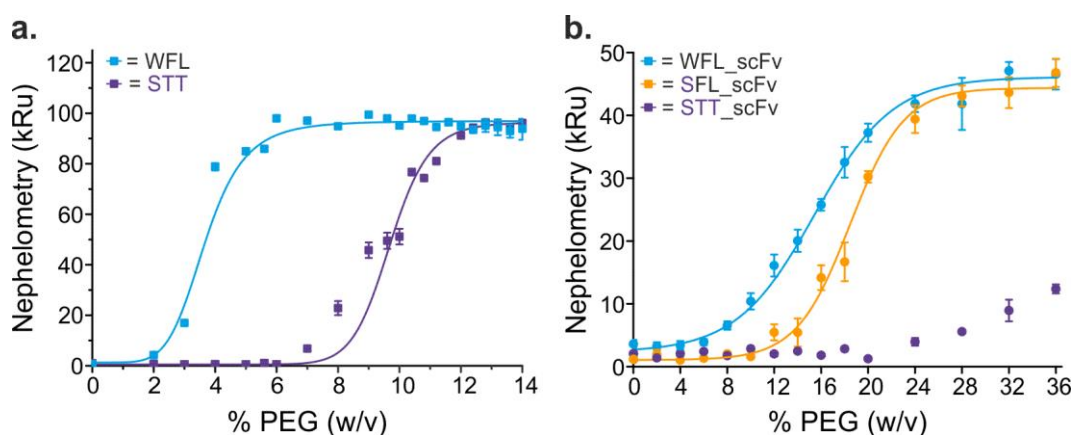 a.
= WFL
= STT
Nephelometry (kRu)
120
100
80
60
40
20
0
0 2 4 6 8 10 12 14
% PEG (w/v)
b.
= WFL_scFv
= SFL_scFv
= STT_scFv
Nephelometry (kRu)
50
40
30
20
10
0
0 4 8 12 16 20 24 28 32 36
% PEG (w/v)